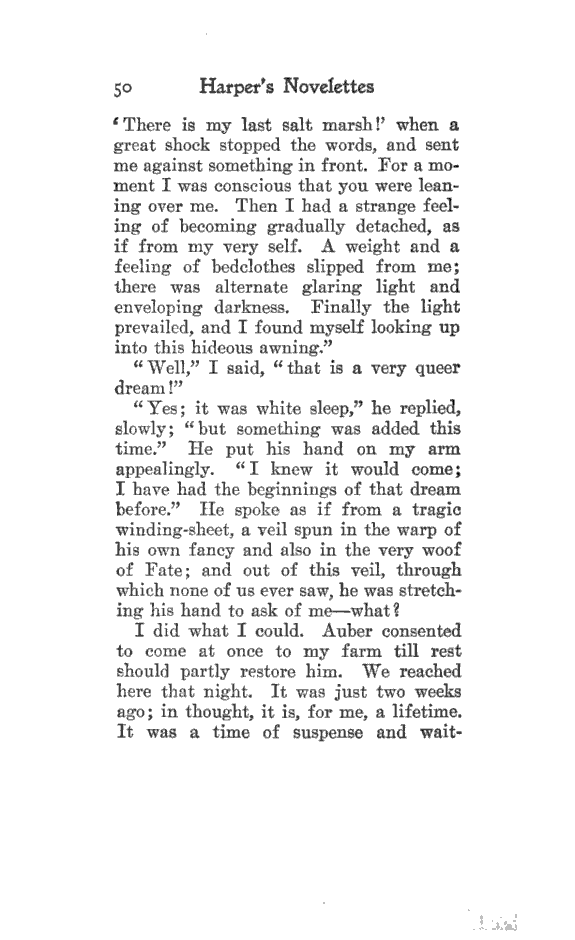 50 Harper's Novelettes
‘There is my last salt marsh!’ when a
great shock stopped the words, and sent
me against something in front. For a mo-
ment I was conscious that you were lean-
ing over me. Then I had a strange feel-
ing of becoming gradually detached, as
if from my very self. A weight and a
feeling of bedclothes slipped from me;
there was alternate glaring light and
enveloping darkness. Finally the light
prevailed, and I found myself looking up
into this hideous awning.”
“Well,” I said, “that is a very queer
dream!”
“Yes; it was white sleep,” he replied,
slowly; “but something was added this
time.” He put his hand on my arm
appealingly. “I knew it would come;
I have had the beginnings of that dream
before.” He spoke as if from a tragic
winding-sheet, a veil spun in the warp of
his own fancy and also in the very woof
of Fate; and out of this veil, through
which none of us ever saw, he was stretch-
ing his hand to ask of me—what?
I did what I could. Auber consented
to come at once to my farm till rest
should partly restore him. We reached
here that night. It was just two weeks
ago; in thought, it is, for me, a lifetime.
It was a time of suspense and wait-